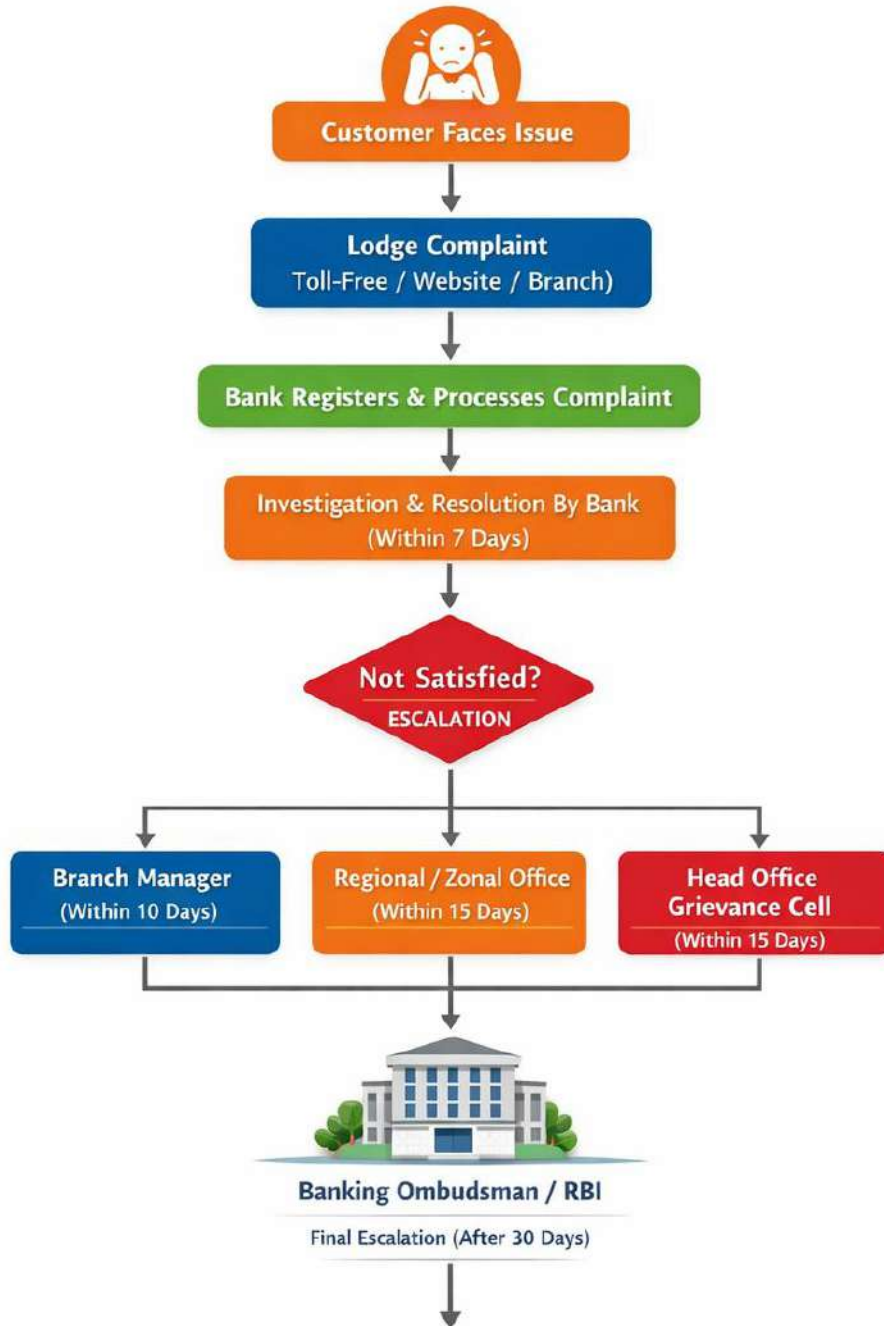 Customer Faces Issue
Lodge Complaint
Toll-Free / Website / Branch)
Bank Registers & Processes Complaint
Investigation & Resolution By Bank
(Within 7 Days)
Not Satisfied?
ESCALATION
Branch Manager
(Within 10 Days)
Regional / Zonal Office
(Within 15 Days)
Head Office
Grievance Cell
(Within 15 Days)
Banking Ombudsman / RBI
Final Escalation (After 30 Days)